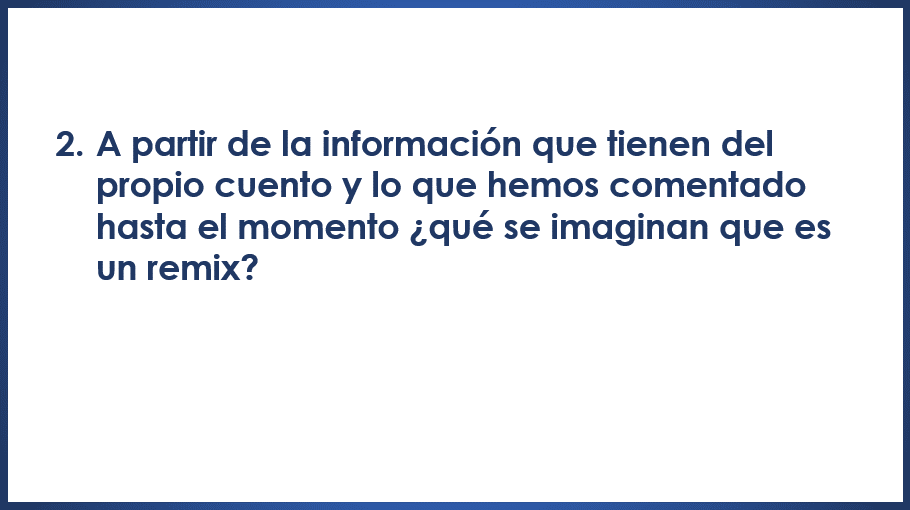 2. A partir de la información que tienen del
propio cuento y lo que hemos comentado
hasta el momento ¿qué se imaginan que es
un remix?